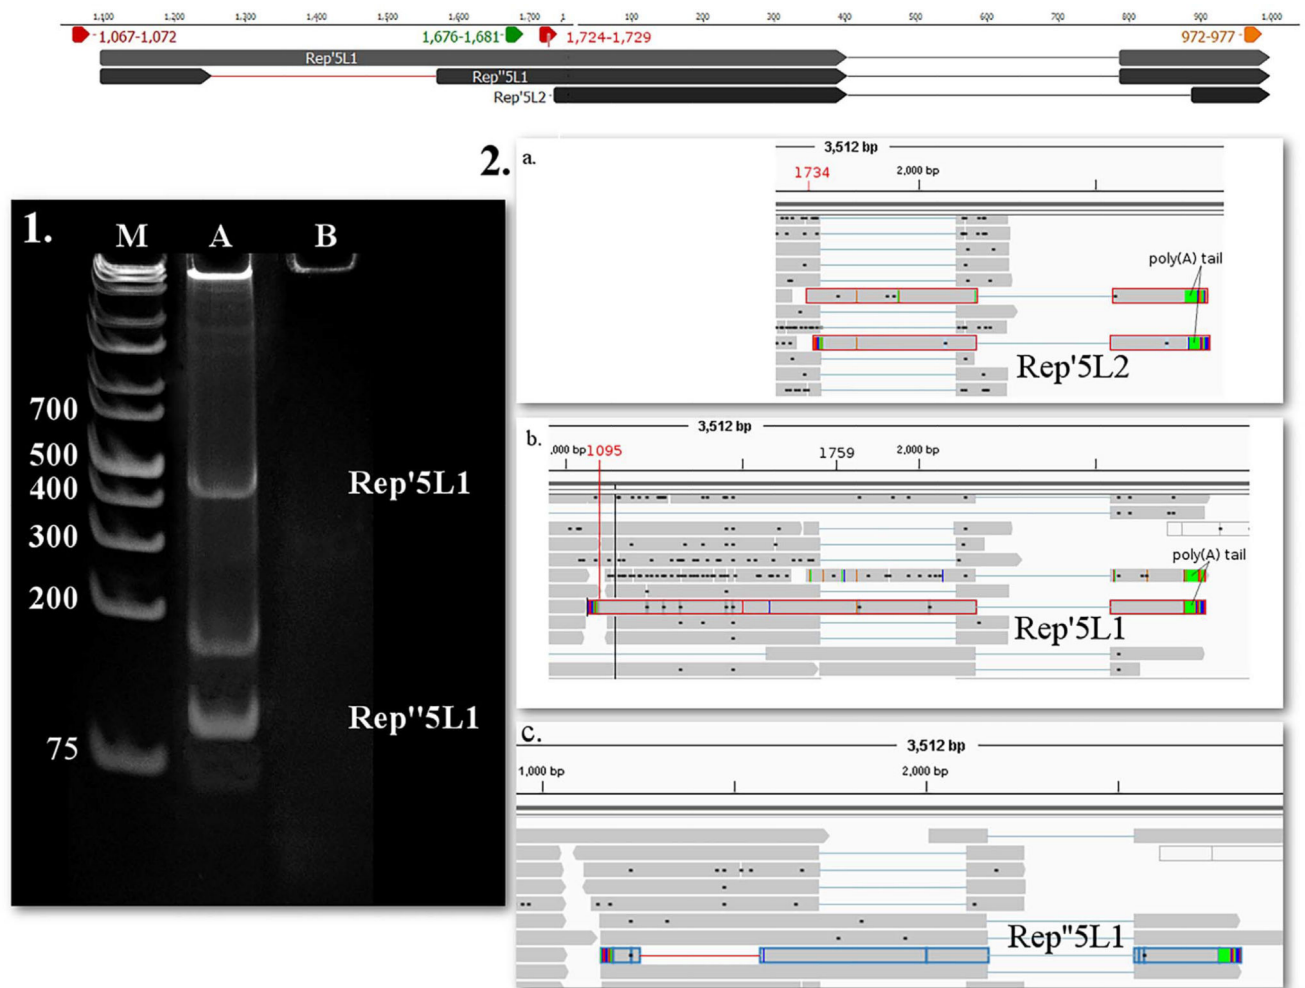 1,100 1,200 1,300 1,400 1,500 1,600 1,700 1 100 200 300 400 500 600 700 800 900 1,000
1,067-1,072 1,676-1,681 1,724-1,729 972-977
Rep'5L1
Rep''5L1
Rep'5L2
2.
a.
3,512 bp
1734 2,000 bp
poly(A) tail
Rep'5L2
1.
M A B
700
500
400
300
200
75
Rep'5L1
Rep''5L1
b.
3,512 bp
,000 bp 1095 1759 2,000 bp
poly(A) tail
Rep'5L1
c.
3,512 bp
1,000 bp 2,000 bp
Rep''5L1